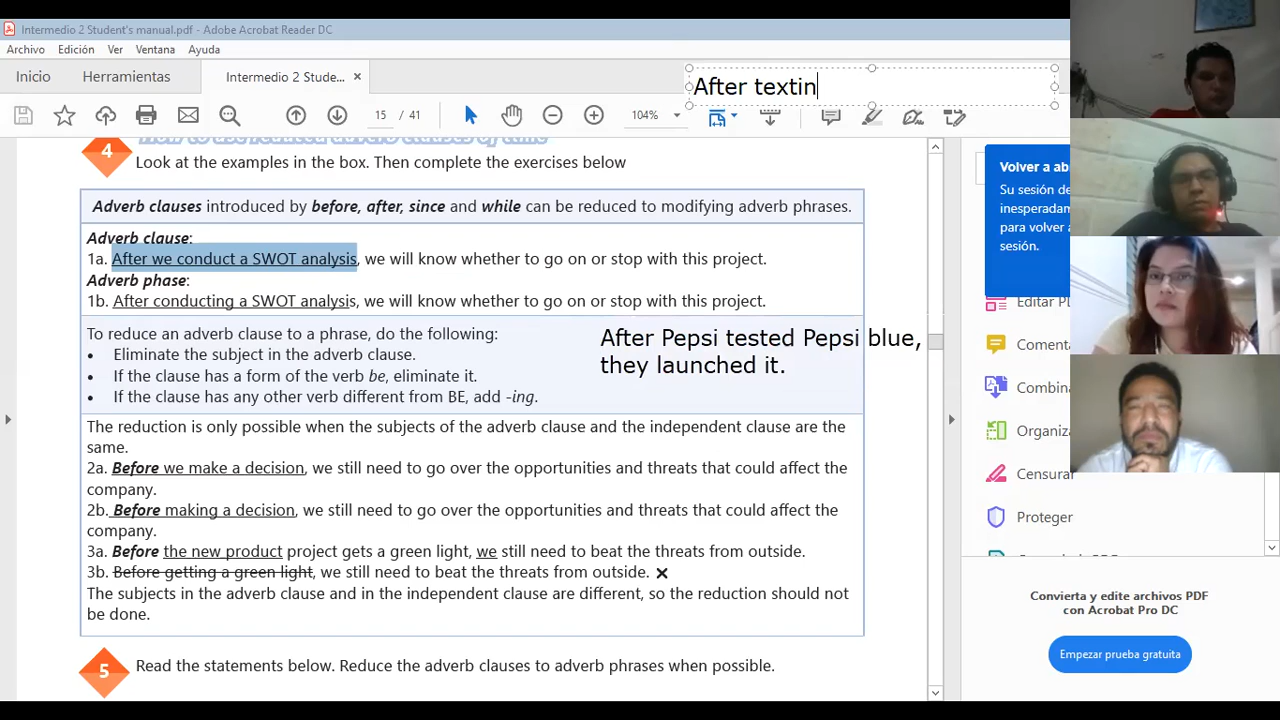 Intermedio 2 Student's manual.pdf - Adobe Acrobat Reader DC
Archivo Edición Ver Ventana Ayuda
Inicio Herramientas Intermedio 2 Stude... ×
After textin
15 / 41 104%
4 How to use reduced adverb clauses of time
Look at the examples in the box. Then complete the exercises below
Adverb clauses introduced by before, after, since and while can be reduced to modifying adverb phrases.
Adverb clause:
1a. After we conduct a SWOT analysis, we will know whether to go on or stop with this project.
Adverb phase:
1b. After conducting a SWOT analysis, we will know whether to go on or stop with this project.
To reduce an adverb clause to a phrase, do the following:
• Eliminate the subject in the adverb clause.
• If the clause has a form of the verb be, eliminate it.
• If the clause has any other verb different from BE, add -ing.
After Pepsi tested Pepsi blue,
they launched it.
The reduction is only possible when the subjects of the adverb clause and the independent clause are the
same.
2a. Before we make a decision, we still need to go over the opportunities and threats that could affect the
company.
2b. Before making a decision, we still need to go over the opportunities and threats that could affect the
company.
3a. Before the new product project gets a green light, we still need to beat the threats from outside.
3b. Before getting a green light, we still need to beat the threats from outside. ×
The subjects in the adverb clause and in the independent clause are different, so the reduction should not
be done.
5 Read the statements below. Reduce the adverb clauses to adverb phrases when possible.
Volver a ab
Su sesión de
inesperadam
para volver a
sesión.
Editar PD
Comenta
Combina
Organiza
Censurar
Proteger
Convierta y edite archivos PDF
con Acrobat Pro DC
Empezar prueba gratuita